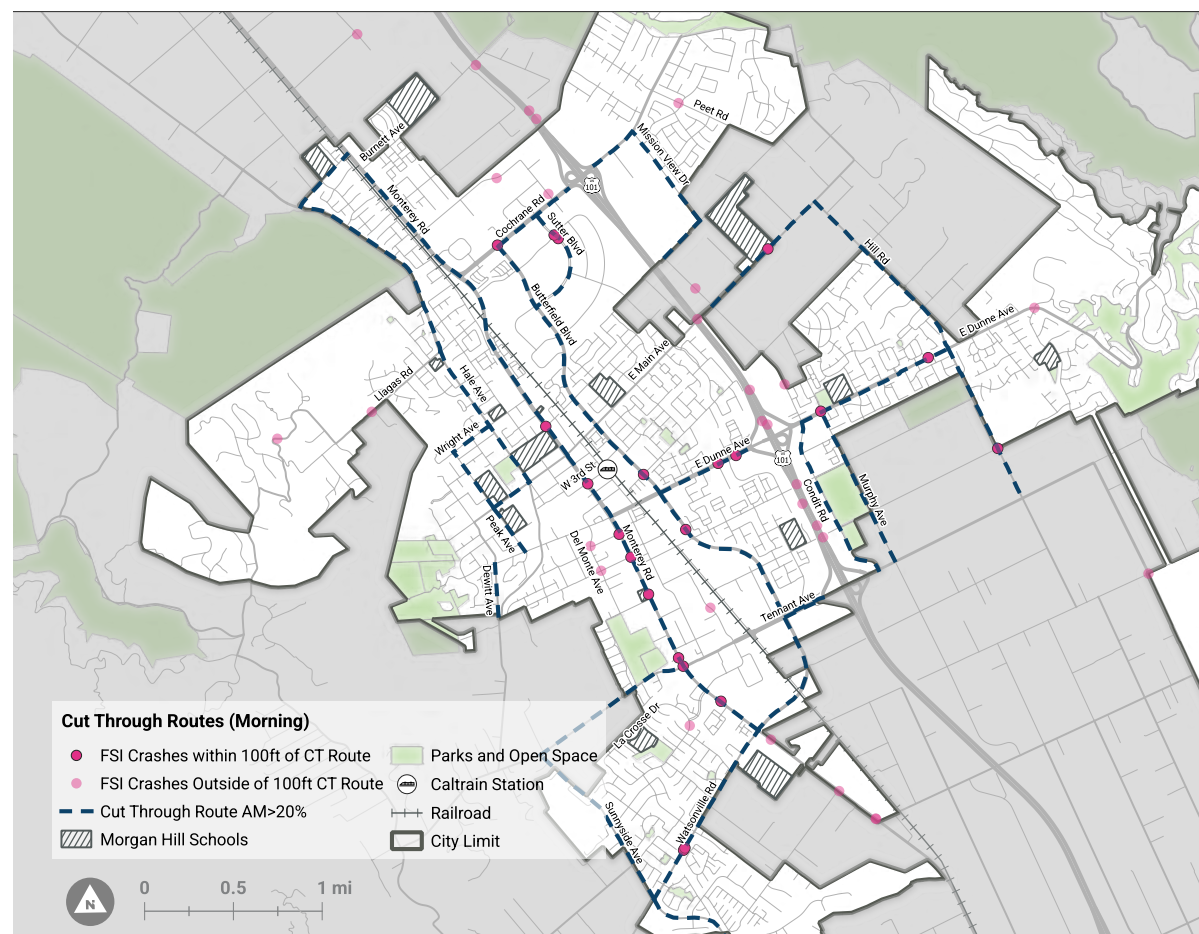 Peet Rd
Burnett Ave
Mission View Dr
US
101
Monterey Rd
Cochrane Rd
Sutter Blvd
Hill Rd
Butterfield Blvd
E Dunne Ave
E Main Ave
Llagas Rd
Hale Ave
Wright Ave
W 3rd St
E Dunne Ave
101
Condit Rd
Murphy Ave
Peak Ave
Del Monte Ave
Monterey Rd
Dewitt Ave
Tennant Ave
La Crosse Dr
Watsonville Rd
Sunnyside Ave
Cut Through Routes (Morning)
FSI Crashes within 100ft of CT Route
FSI Crashes Outside of 100ft CT Route
Cut Through Route AM>20%
Morgan Hill Schools
Parks and Open Space
Caltrain Station
Railroad
City Limit
N
0 0.5 1 mi